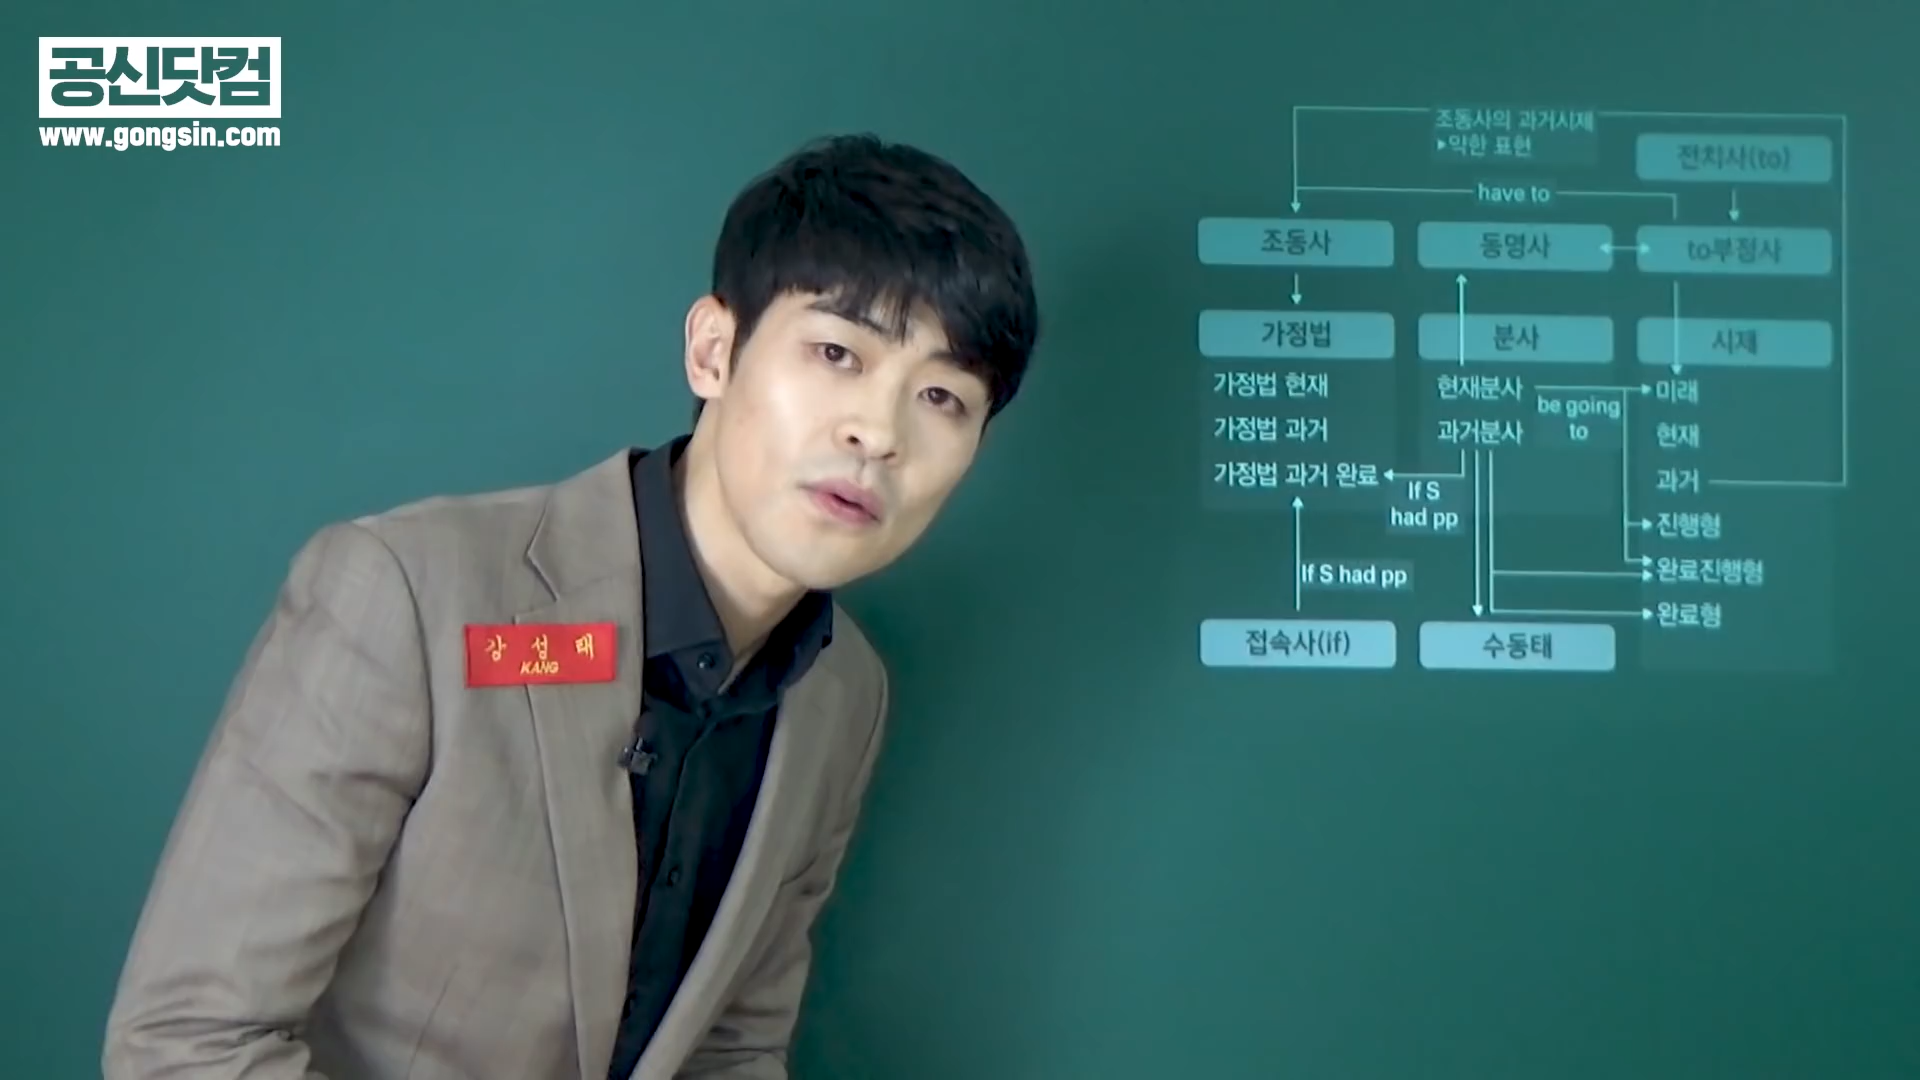 공신닷컴
www.gongsin.com
강성태
KANG
조동사의 과거시제
▸약한 표현
전치사(to)
have to
조동사
동명사
to부정사
가정법
분사
시제
가정법 현재
현재분사
미래
be going
to
가정법 과거
과거분사
현재
가정법 과거 완료
과거
If S
had pp
진행형
If S had pp
완료진행형
완료형
접속사(if)
수동태